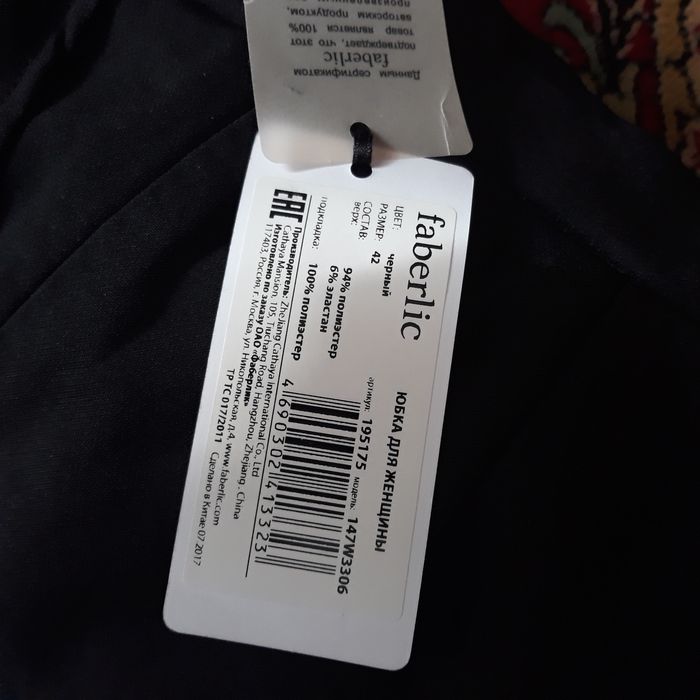 Данным сертификатом
faberlic
подтверждает, что этот
товар является 100%
авторским продуктом,
faberlic
ЮБКА ДЛЯ ЖЕНЩИНЫ
ЦВЕТ: черный
артикул: 195175 модель: 147W3306
РАЗМЕР: 42
СОСТАВ:
верх: 94% полиэстер
6% эластан
подкладка: 100% полиэстер
4 690302 413323
EAC
Производитель: ZheJiang Cathaya International Co., Ltd
Cathaya Mansion, 105, Tiuchang Road, Hangzhou, Zhejiang . China
Изготовлено по заказу ОАО «Фаберлик»
117403, Россия, г. Москва, ул. Никопольская, д.4, www.faberlic.com
ТР ТС 017/2011 Сделано в Китае 07 2017